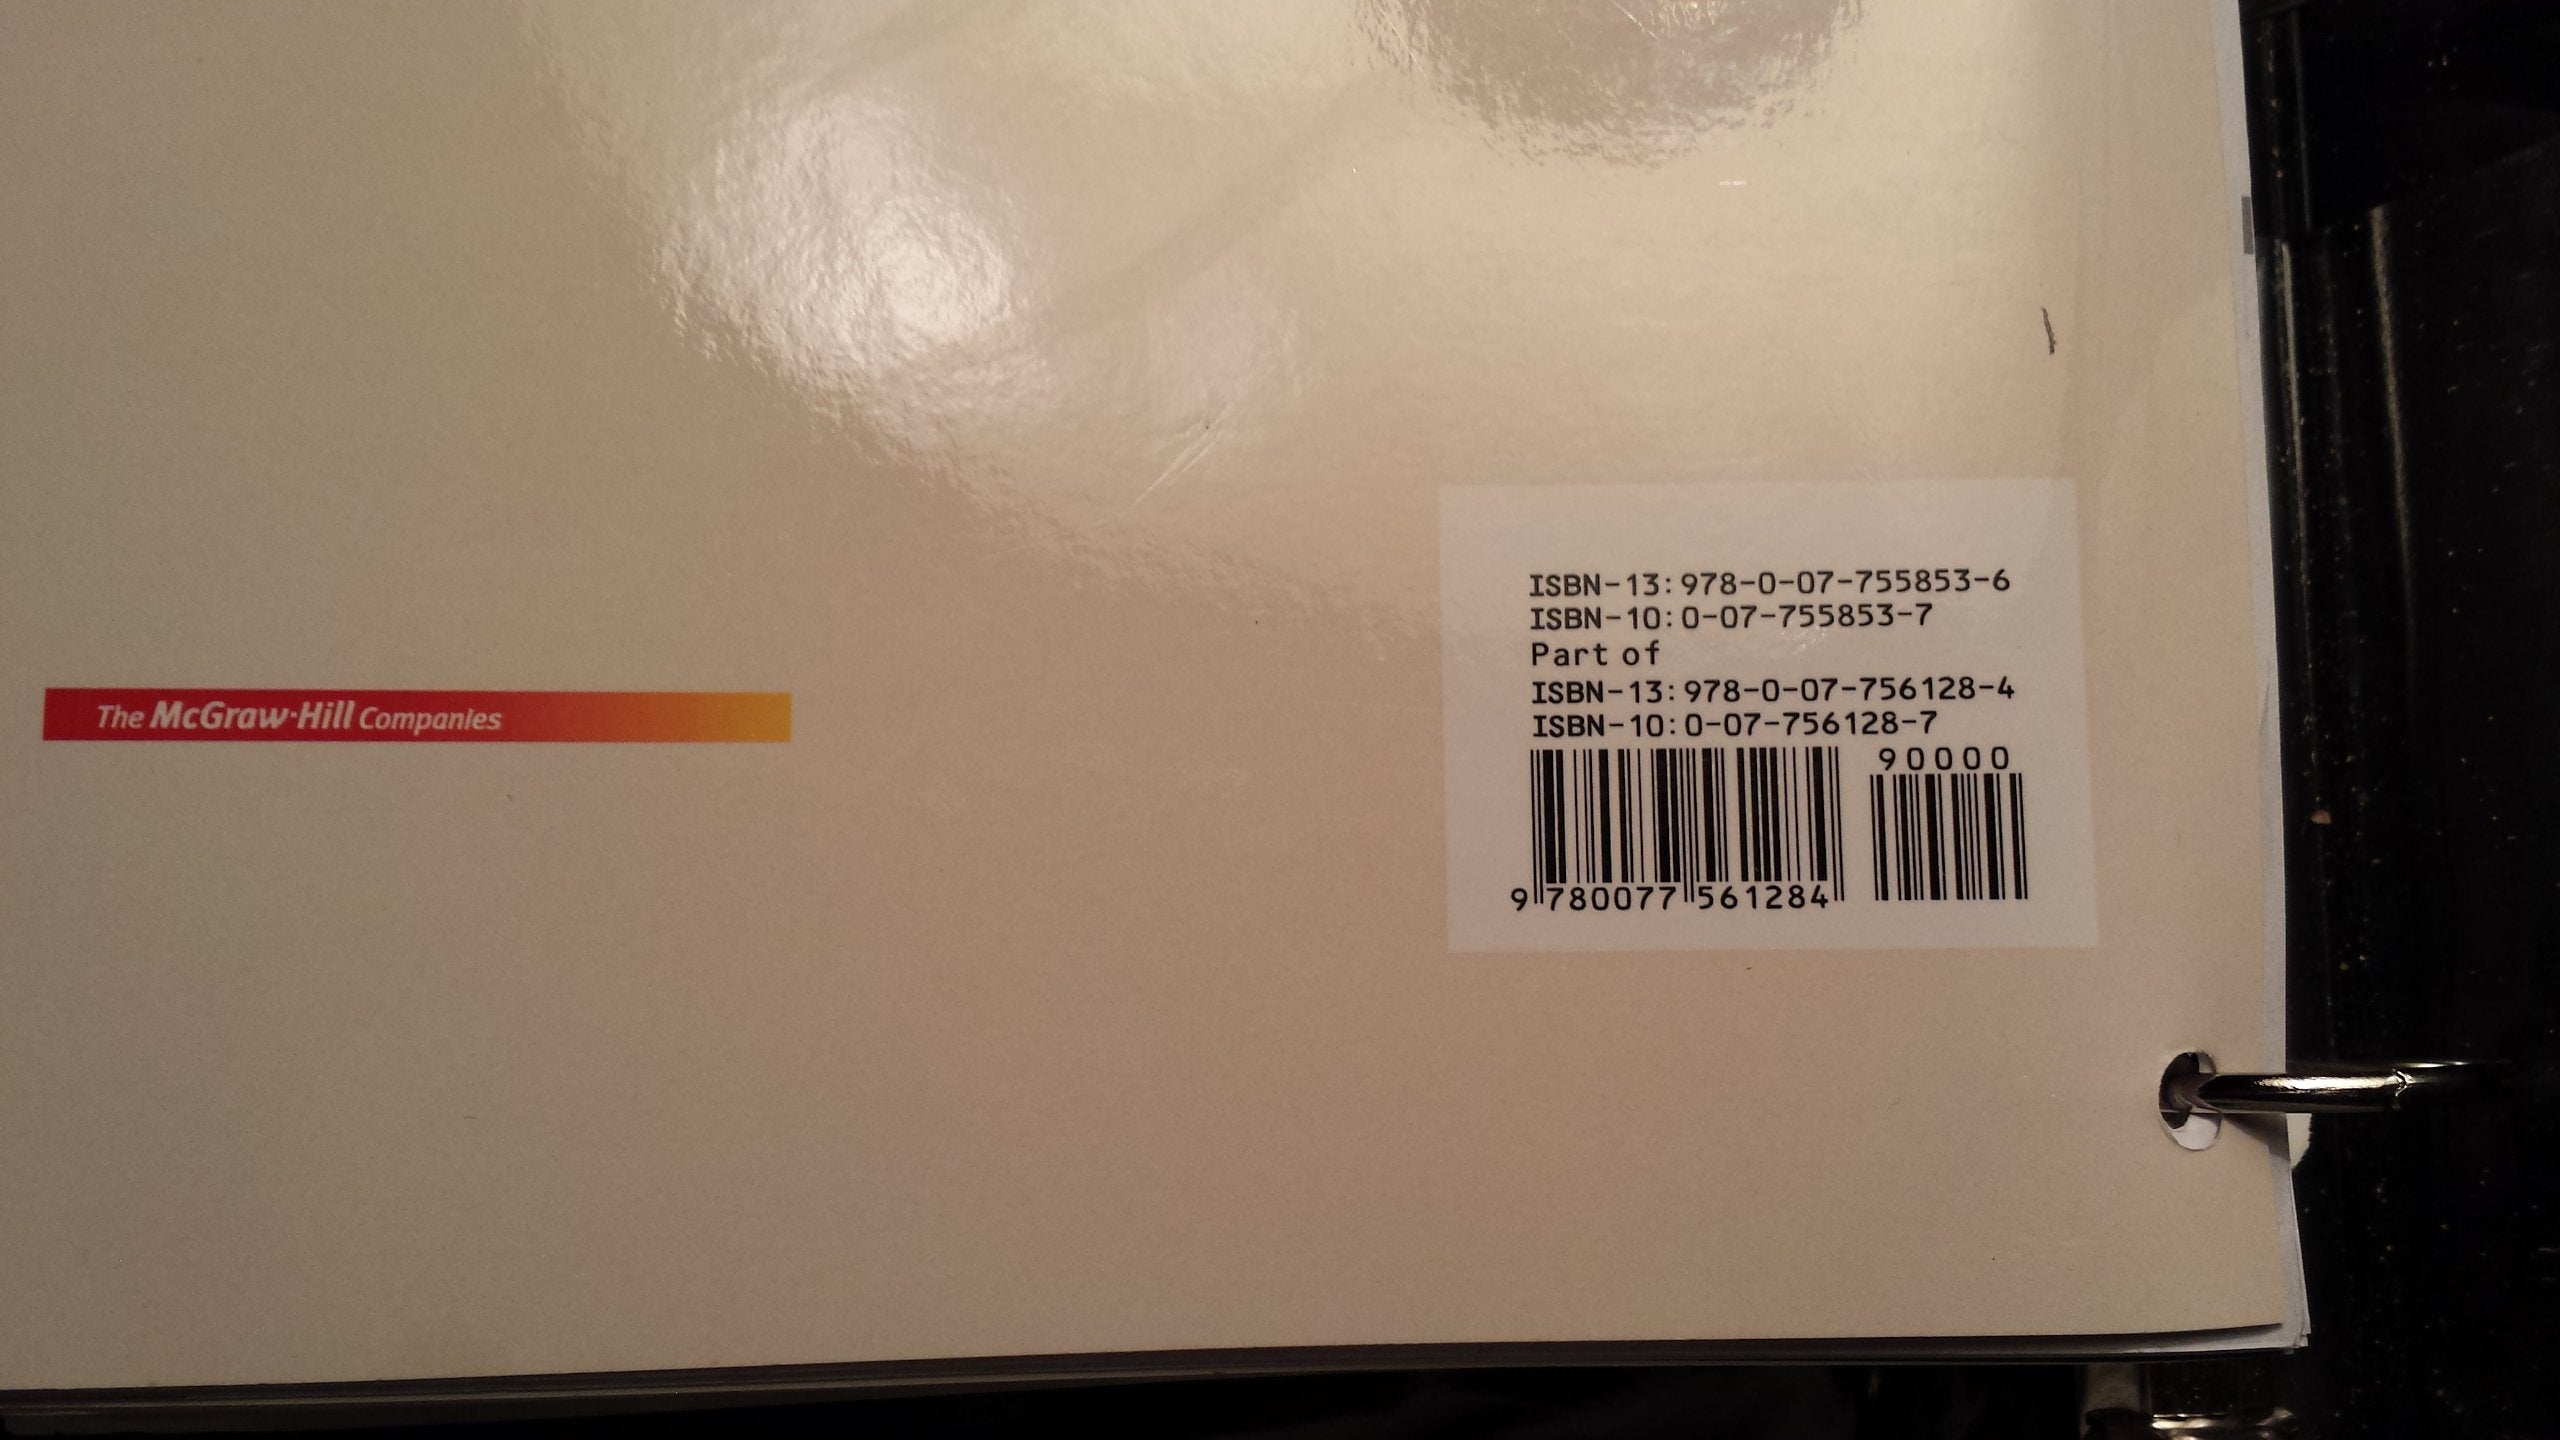 The McGraw·Hill Companies
ISBN-13: 978-0-07-755853-6
ISBN-10: 0-07-755853-7
Part of
ISBN-13: 978-0-07-756128-4
ISBN-10: 0-07-756128-7
90000
9 780077 561284